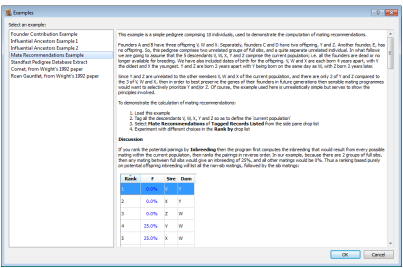 Examples
Select an example:
Founder Contribution Example
Influential Ancestors Example 1
Influential Ancestors Example 2
Mate Recommendations Example
Standfast Pedigrees Database Extract
Comet, from Wright's 1992 paper
Roan Gauntlet, from Wright's 1992 paper
This example is a simple pedigree comprising 18 individuals, used to demonstrate the computation of mating recommendations.
Founders A and B have three offspring V, W and X. Separately, founders C and D have two offspring, Y and Z. Another founder, E, has
no offspring. So, this pedigree comprises two unrelated groups of full sibs, and a quite separate unrelated individual. In what follows
we are going to assume that the 5 descendants V, W, X, Y and Z comprise the current population; i.e. all the founders are dead or no
longer available for breeding. We have also included dates of birth for the offspring. V, W and X are each born 4 years apart, with V
the oldest and X the youngest. Y and Z are born 2 years apart with Y being born on the same day as W, with Z born 2 years later.
Since Y and Z are unrelated to the other members V, W and X of the current population, and there are only 2 of Y and Z compared to
the 3 of V, W and X, then in order to best preserve the genes of their founders in future generations then sensible mating programmes
would want to selectively prioritize Y and/or Z. Of course, the example used here is unrealistically simple but serves to show the
principles involved.
To demonstrate the calculation of mating recommendations:
1. Load this example
2. Tag all the descendants V, W, X, Y and Z so as to define the 'current population'
3. Select Mate Recommendations of Tagged Records Listed from the side pane drop list
4. Experiment with different choices in the Rank by drop list
Discussion
If you rank the potential pairings by Inbreeding then the program first computes the inbreeding that would result from every possible
mating within the current population, then ranks the pairings in reverse order. In our example, because there are 2 groups of full sibs,
then any mating between full sibs would give an inbreeding of 25%, and all other matings would be 0%. Thus a ranking based purely
on potential offspring inbreeding will list all the non-sib matings, followed by the sib matings:
Rank F Sire Dam
1 0.0% V Y
2 0.0% X Y
3 0.0% Z W
4 25.0% V W
5 25.0% X W
OK Cancel